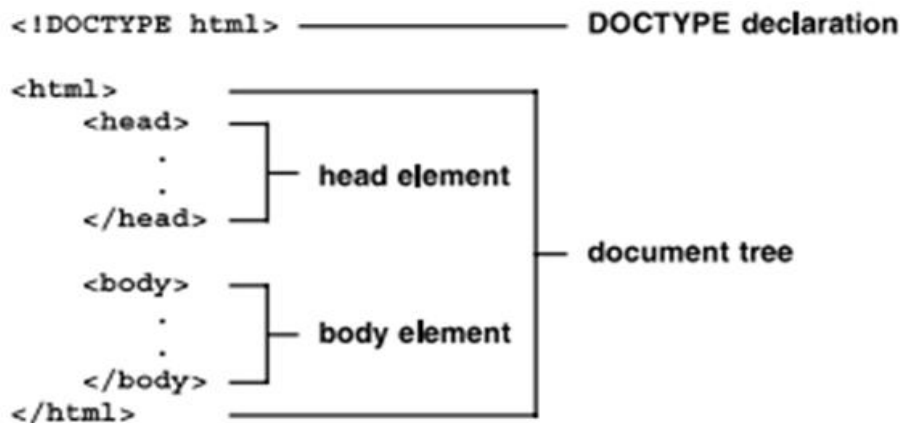 <!DOCTYPE html> DOCTYPE declaration
<html>
<head>
.
head element
.
</head>
document tree
<body>
.
body element
.
</body>
</html>